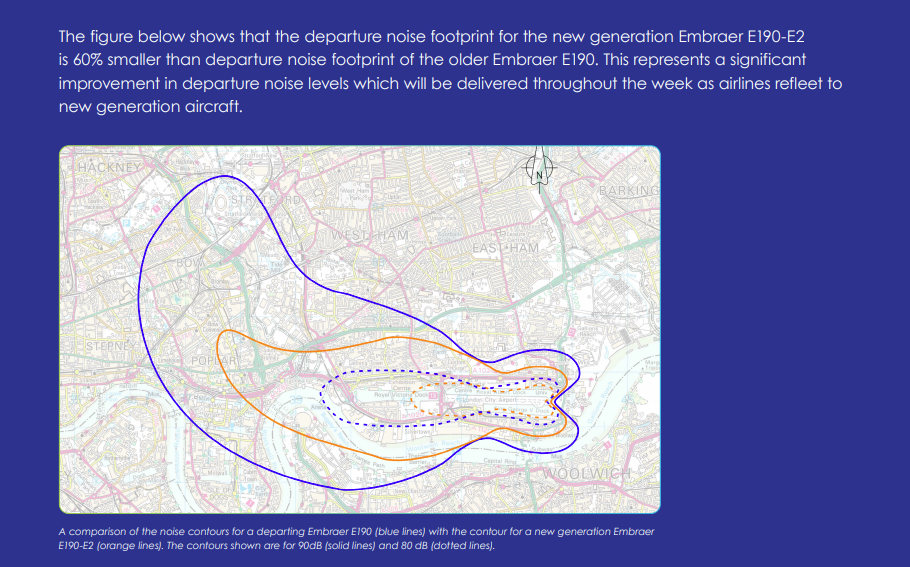 The figure below shows that the departure noise footprint for the new generation Embraer E190-E2
is 60% smaller than departure noise footprint of the older Embraer E190. This represents a significant
improvement in departure noise levels which will be delivered throughout the week as airlines refleet to
new generation aircraft.
N
HACKNEY
BARKING
STRATFORD
WEST HAM
EAST HAM
BOW
STEPNEY
POPLAR
WOOLWICH
A comparison of the noise contours for a departing Embraer E190 (blue lines) with the contour for a new generation Embraer
E190-E2 (orange lines). The contours shown are for 90dB (solid lines) and 80 dB (dotted lines).